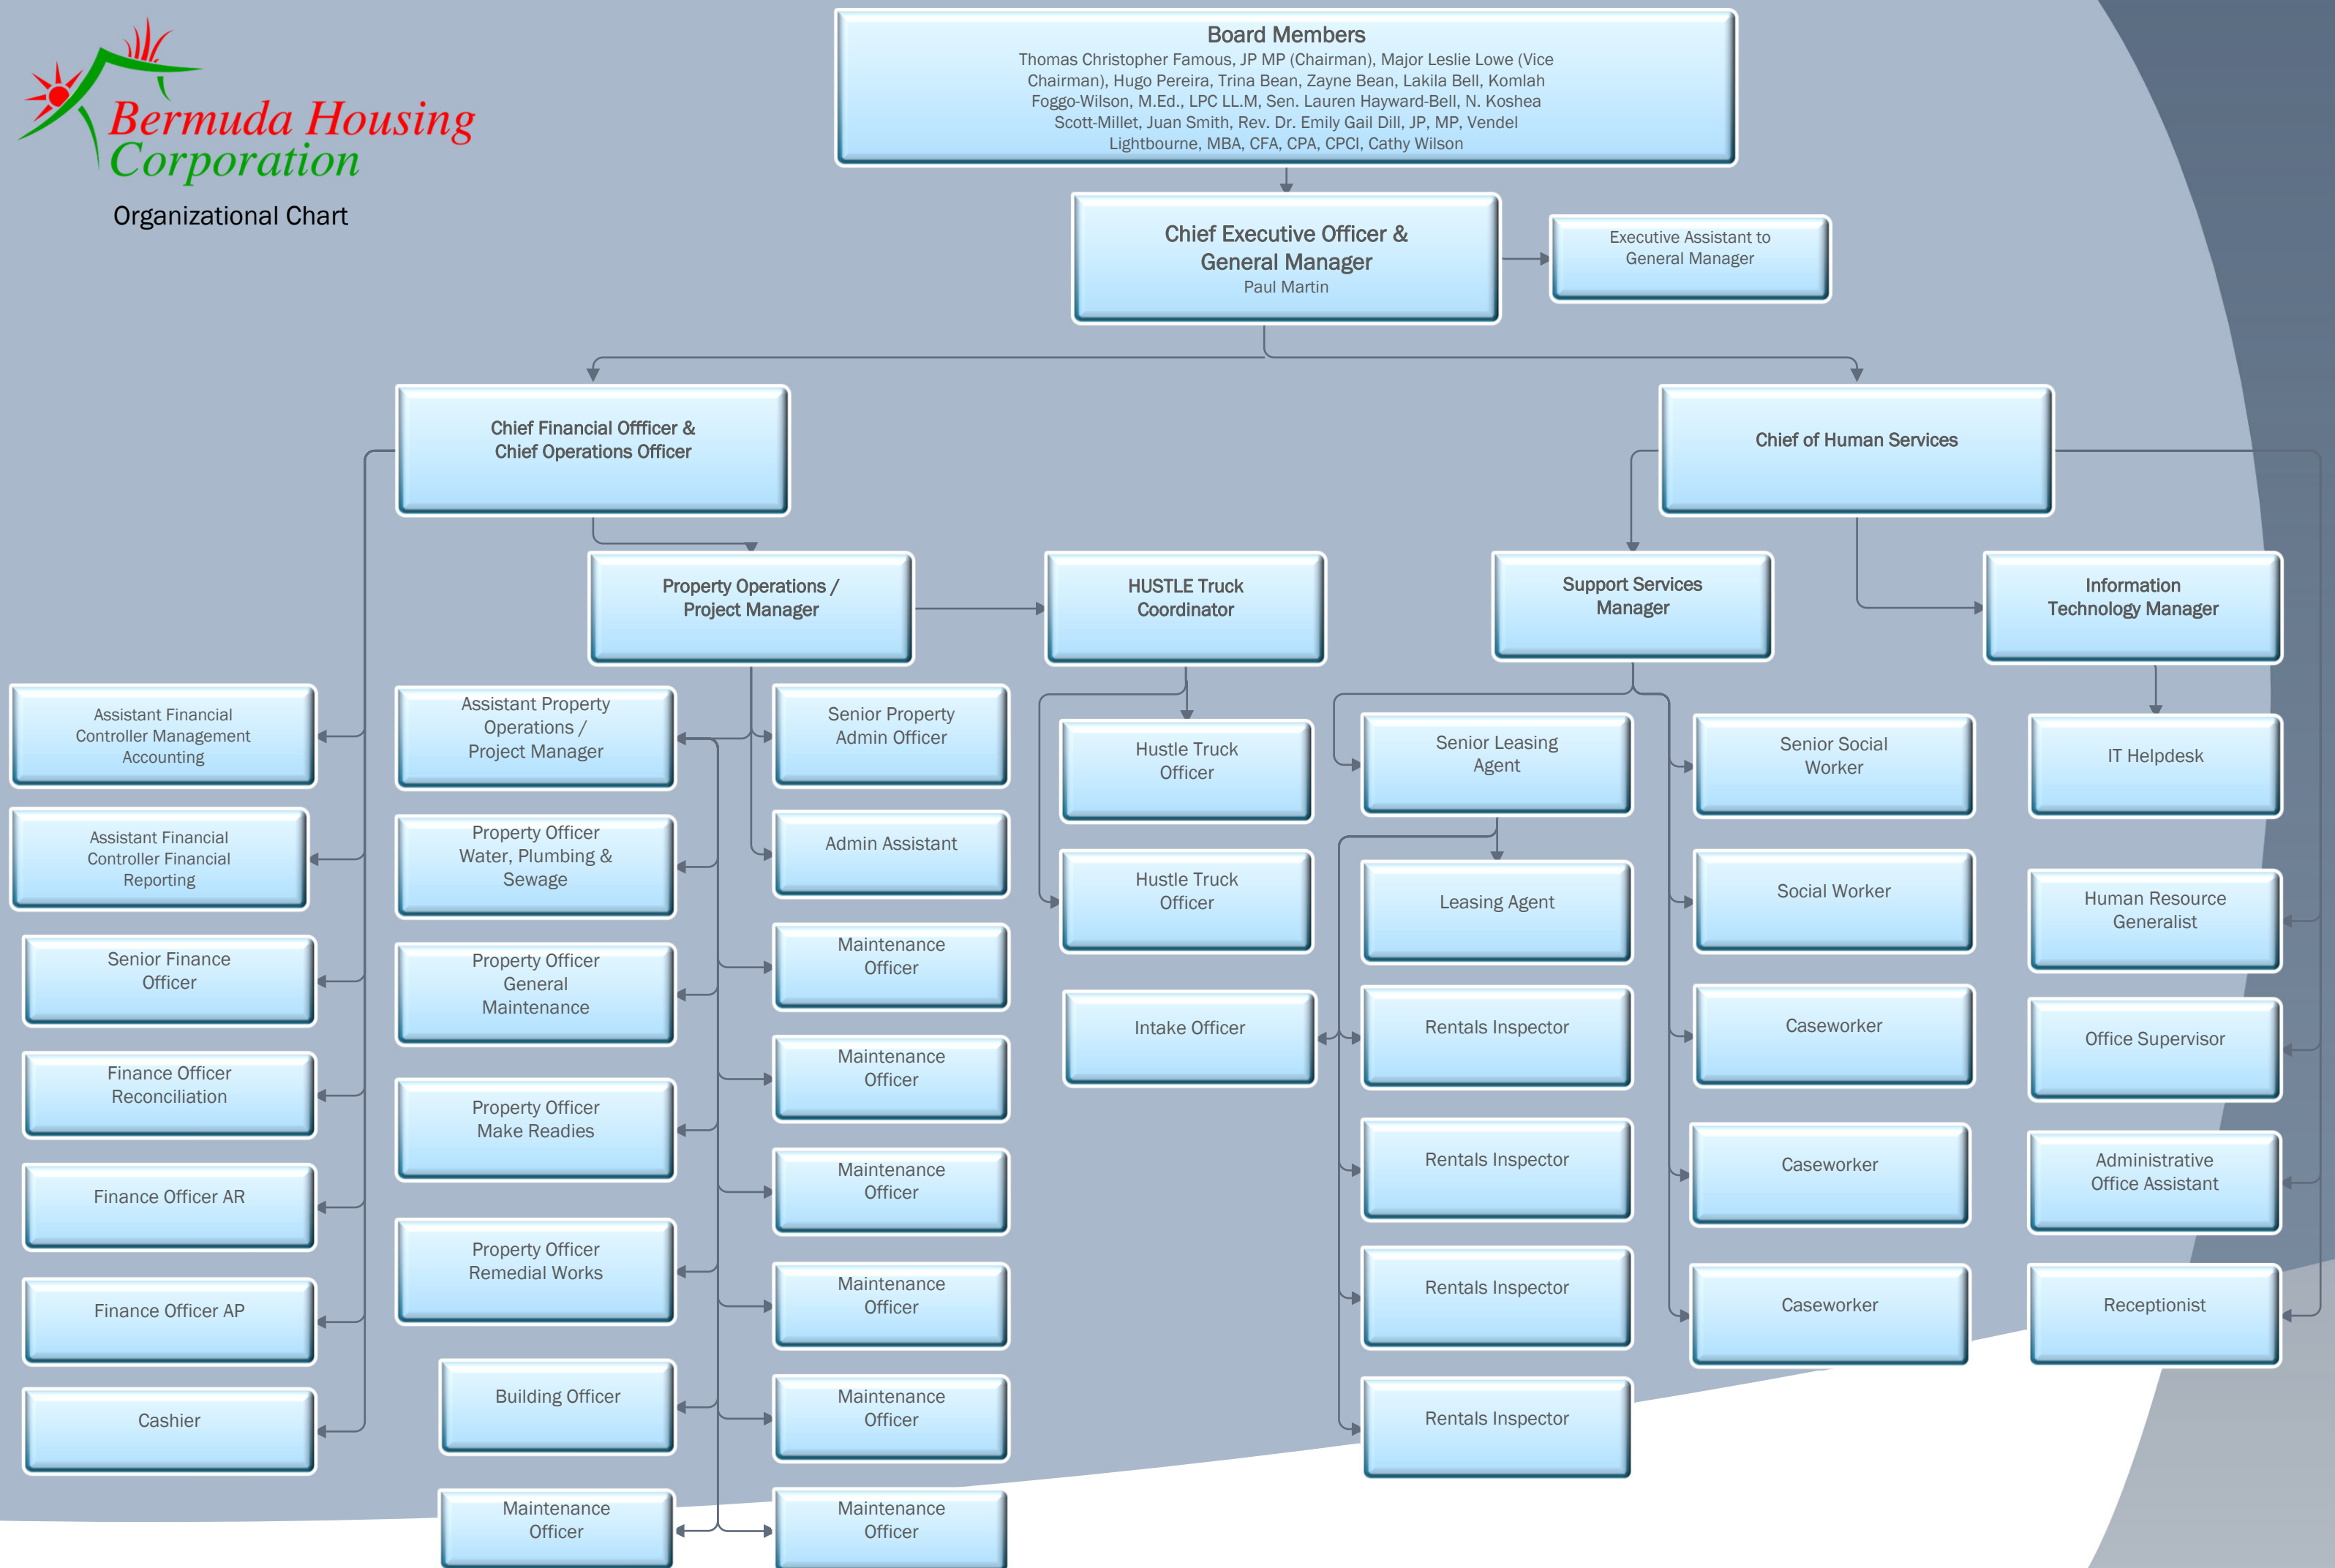 Bermuda Housing
Corporation
Organizational Chart
Board Members
Thomas Christopher Famous, JP MP (Chairman), Major Leslie Lowe (Vice
Chairman), Hugo Pereira, Trina Bean, Zayne Bean, Lakila Bell, Komlah
Foggo-Wilson, M.Ed., LPC LL.M, Sen. Lauren Hayward-Bell, N. Koshea
Scott-Millet, Juan Smith, Rev. Dr. Emily Gail Dill, JP, MP, Vendel
Lightbourne, MBA, CFA, CPA, CPCI, Cathy Wilson
Chief Executive Officer &
General Manager
Paul Martin
Executive Assistant to
General Manager
Chief Financial Offficer &
Chief Operations Officer
Chief of Human Services
Property Operations /
Project Manager
HUSTLE Truck
Coordinator
Support Services
Manager
Information
Technology Manager
Assistant Financial
Controller Management
Accounting
Assistant Financial
Controller Financial
Reporting
Senior Finance
Officer
Finance Officer
Reconciliation
Finance Officer AR
Finance Officer AP
Cashier
Assistant Property
Operations /
Project Manager
Property Officer
Water, Plumbing &
Sewage
Property Officer
General
Maintenance
Property Officer
Make Readies
Property Officer
Remedial Works
Building Officer
Maintenance
Officer
Senior Property
Admin Officer
Admin Assistant
Maintenance
Officer
Maintenance
Officer
Maintenance
Officer
Maintenance
Officer
Maintenance
Officer
Maintenance
Officer
Hustle Truck
Officer
Hustle Truck
Officer
Intake Officer
Senior Leasing
Agent
Leasing Agent
Rentals Inspector
Rentals Inspector
Rentals Inspector
Rentals Inspector
Senior Social
Worker
Social Worker
Caseworker
Caseworker
Caseworker
IT Helpdesk
Human Resource
Generalist
Office Supervisor
Administrative
Office Assistant
Receptionist